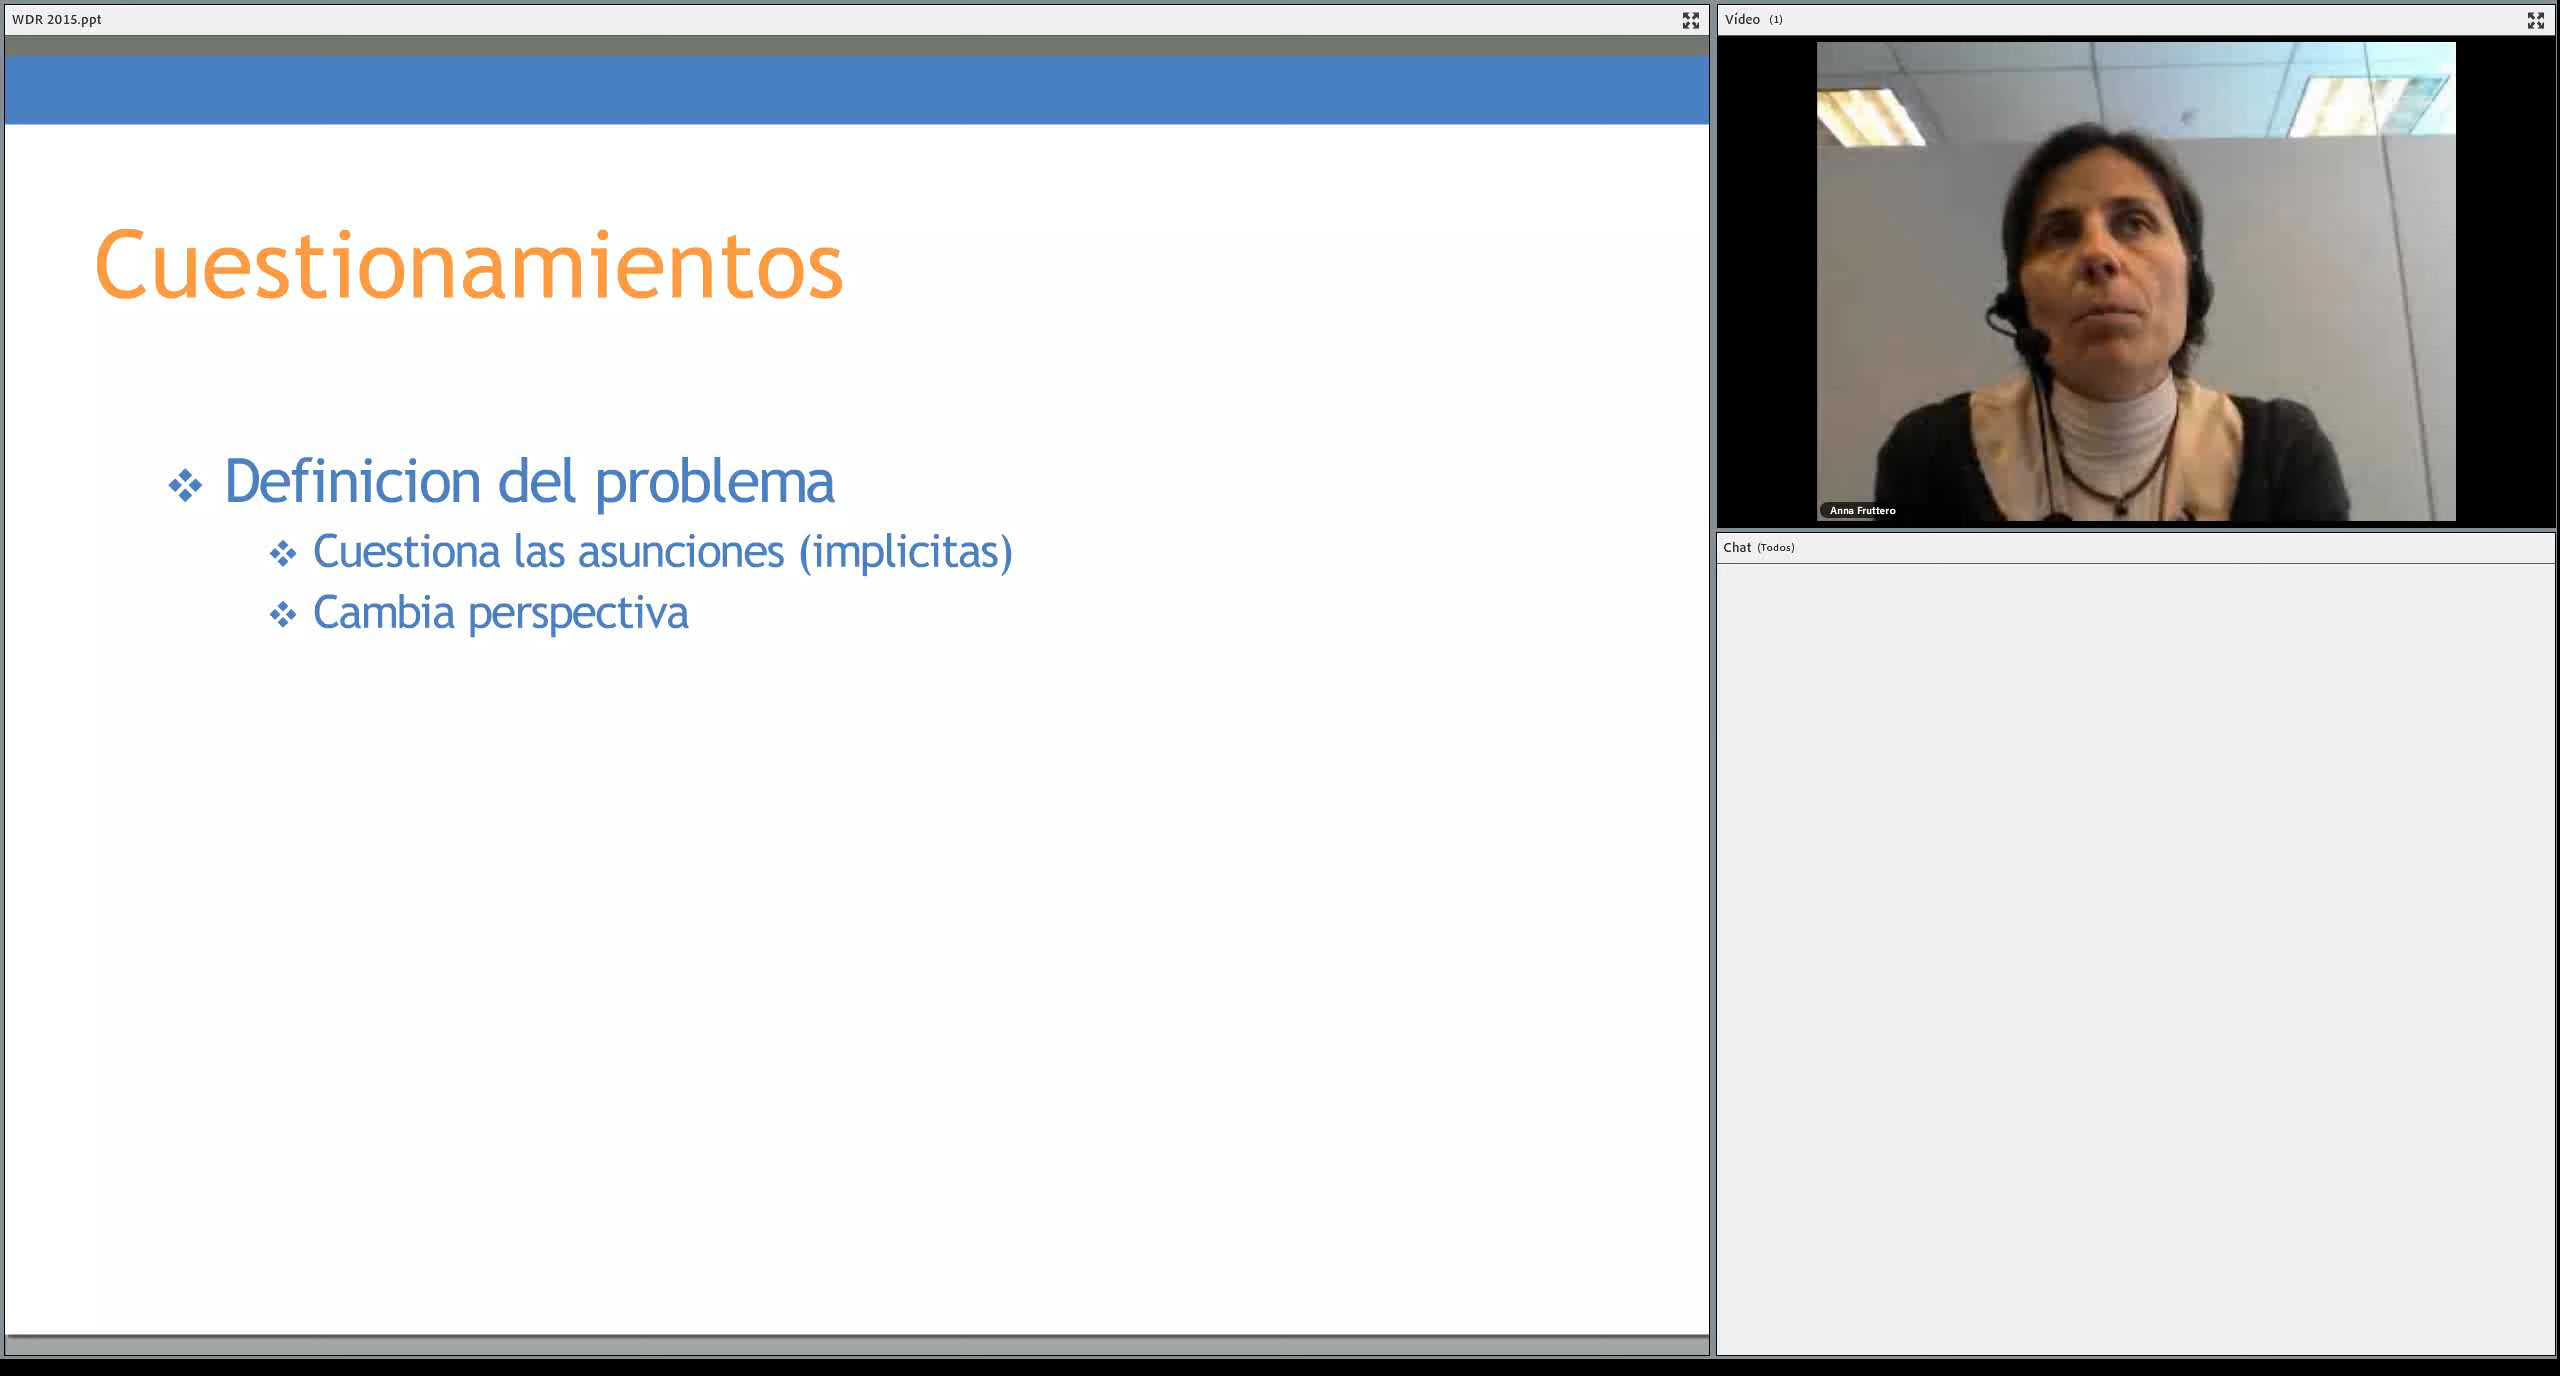 WDR 2015.ppt
Cuestionamientos
Definicion del problema
Cuestiona las asunciones (implicitas)
Cambia perspectiva
Vídeo (1)
Anna Fruttero
Chat (Todos)